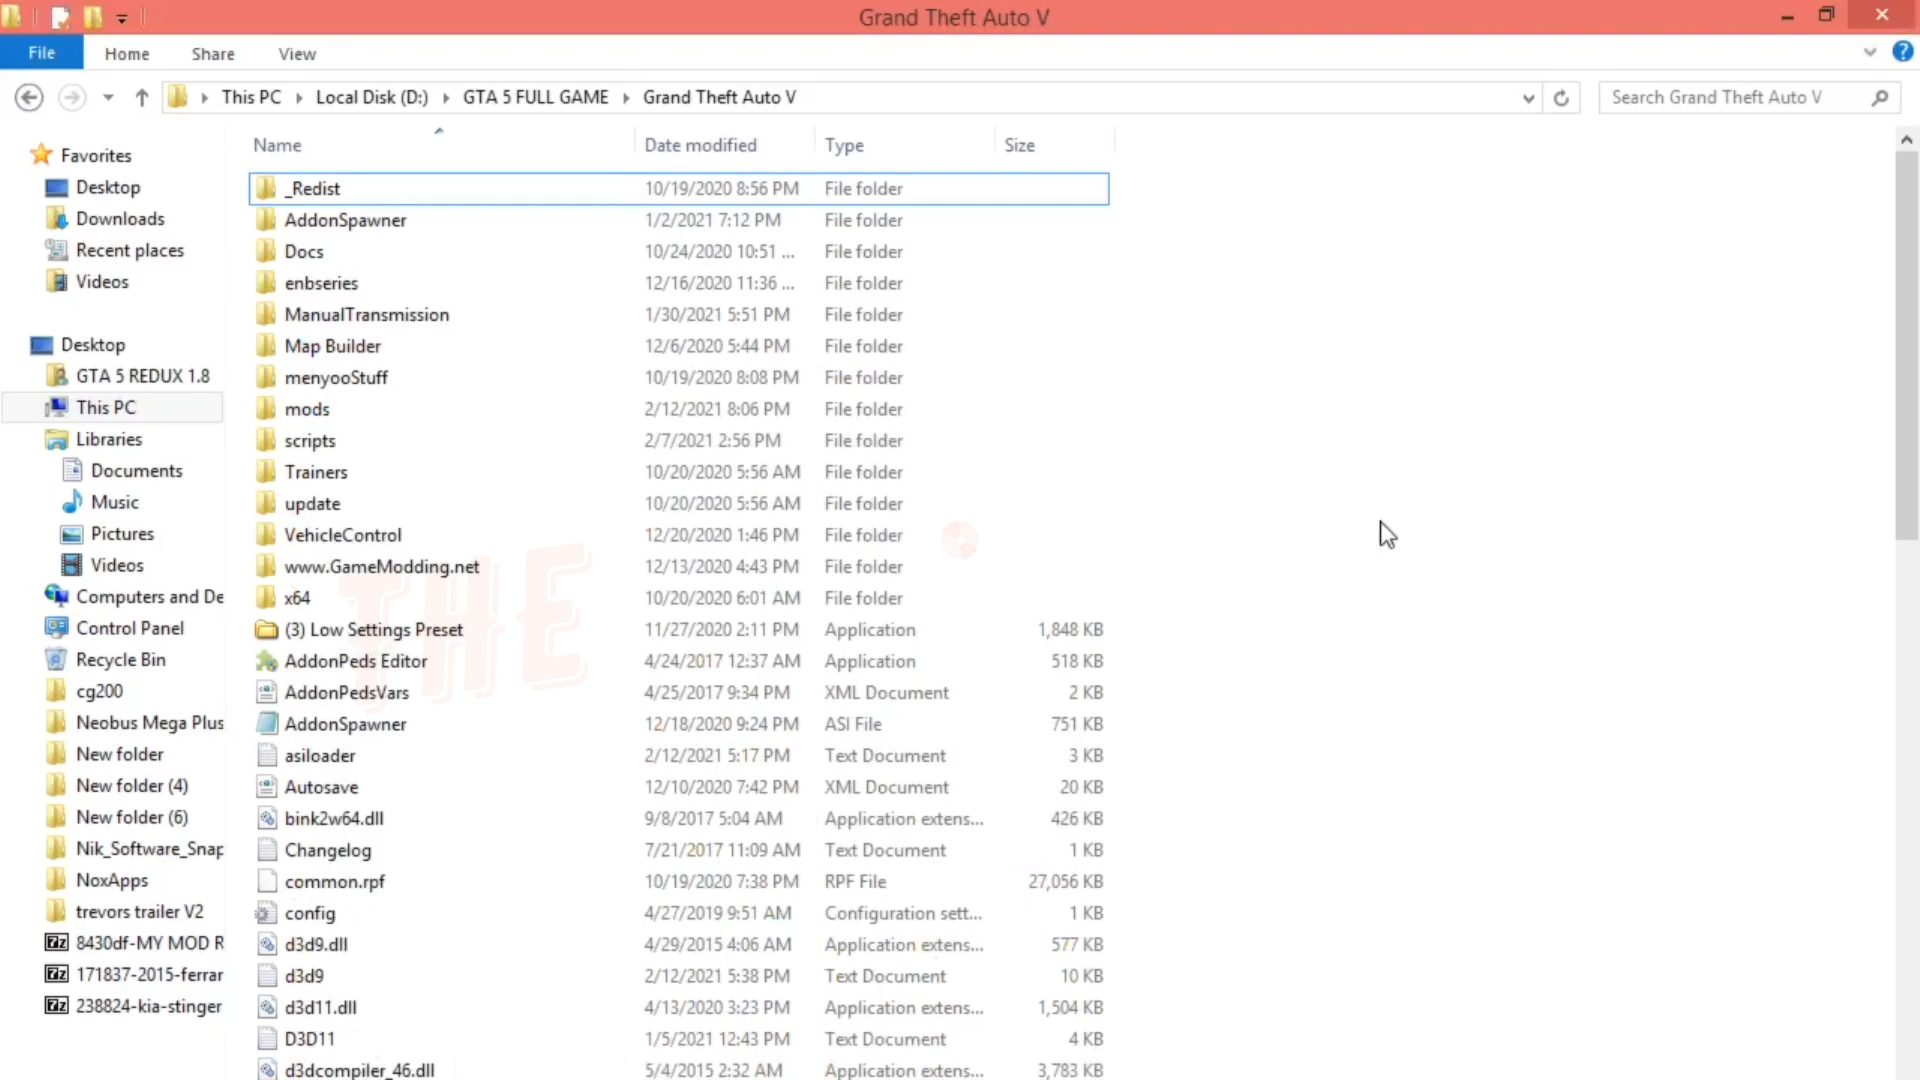 Grand Theft Auto V
File Home Share View
This PC Local Disk (D:) GTA 5 FULL GAME Grand Theft Auto V Search Grand Theft Auto V
Name Date modified Type Size
Favorites
Desktop
Downloads
Recent places
Videos
Desktop
GTA 5 REDUX 1.8
This PC
Libraries
Documents
Music
Pictures
Videos
Computers and De
Control Panel
Recycle Bin
cg200
Neobus Mega Plus
New folder
New folder (4)
New folder (6)
Nik_Software_Snap
NoxApps
trevors trailer V2
8430df-MY MOD R
171837-2015-ferrar
238824-kia-stinger
_Redist 10/19/2020 8:56 PM File folder
AddonSpawner 1/2/2021 7:12 PM File folder
Docs 10/24/2020 10:51 ... File folder
enbseries 12/16/2020 11:36 ... File folder
ManualTransmission 1/30/2021 5:51 PM File folder
Map Builder 12/6/2020 5:44 PM File folder
menyooStuff 10/19/2020 8:08 PM File folder
mods 2/12/2021 8:06 PM File folder
scripts 2/7/2021 2:56 PM File folder
Trainers 10/20/2020 5:56 AM File folder
update 10/20/2020 5:56 AM File folder
VehicleControl 12/20/2020 1:46 PM File folder
www.GameModding.net 12/13/2020 4:43 PM File folder
x64 10/20/2020 6:01 AM File folder
(3) Low Settings Preset 11/27/2020 2:11 PM Application 1,848 KB
AddonPeds Editor 4/24/2017 12:37 AM Application 518 KB
AddonPedsVars 4/25/2017 9:34 PM XML Document 2 KB
AddonSpawner 12/18/2020 9:24 PM ASI File 751 KB
asiloader 2/12/2021 5:17 PM Text Document 3 KB
Autosave 12/10/2020 7:42 PM XML Document 20 KB
bink2w64.dll 9/8/2017 5:04 AM Application extens... 426 KB
Changelog 7/21/2017 11:09 AM Text Document 1 KB
common.rpf 10/19/2020 7:38 PM RPF File 27,056 KB
config 4/27/2019 9:51 AM Configuration sett... 1 KB
d3d9.dll 4/29/2015 4:06 AM Application extens... 577 KB
d3d9 2/12/2021 5:38 PM Text Document 10 KB
d3d11.dll 4/13/2020 3:23 PM Application extens... 1,504 KB
D3D11 1/5/2021 12:43 PM Text Document 4 KB
d3dcompiler_46.dll 5/4/2015 2:32 AM Application extens... 3,783 KB
THE